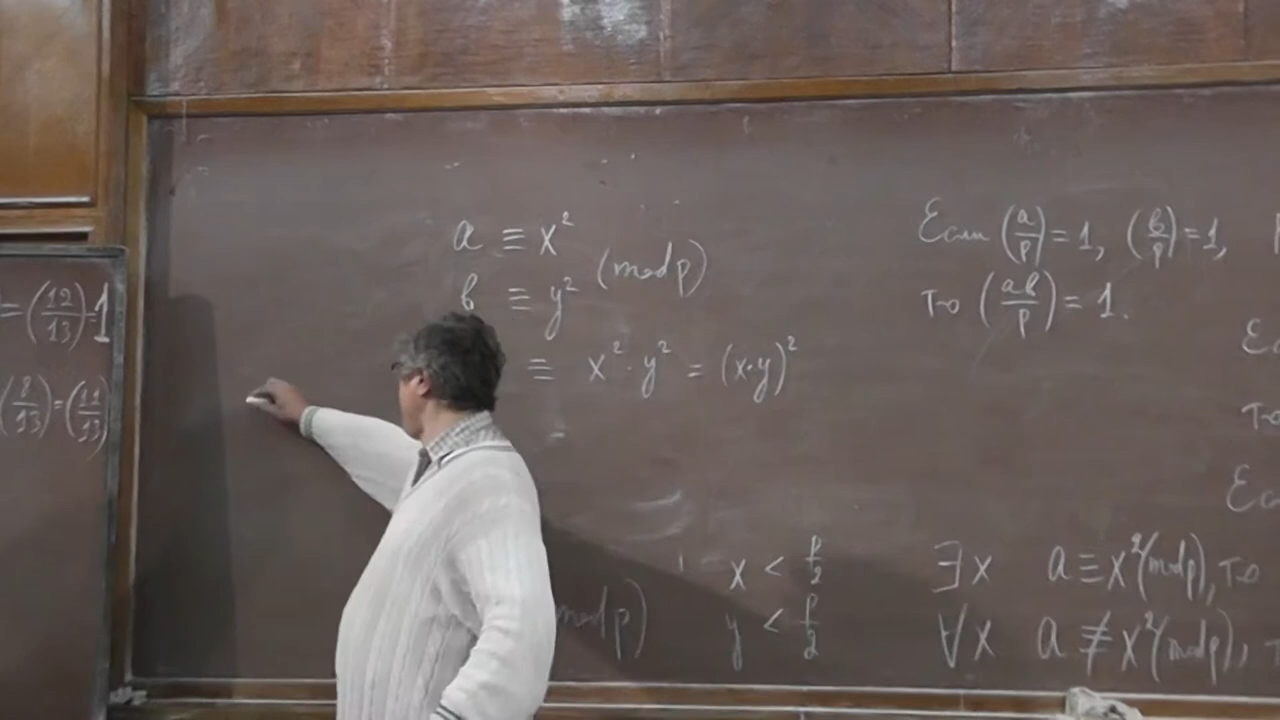 = (12/13) = 1
(8/13) = (11/13)
a ≡ x²
b ≡ y² (mod p)
≡ x² · y² = (x·y)²
mod p)
x < p/2
y < p/2
Если (a/p) = 1, (b/p) = 1,
то (ab/p) = 1.
∃x a ≡ x² (mod p), то
∀x a ≢ x² (mod p),